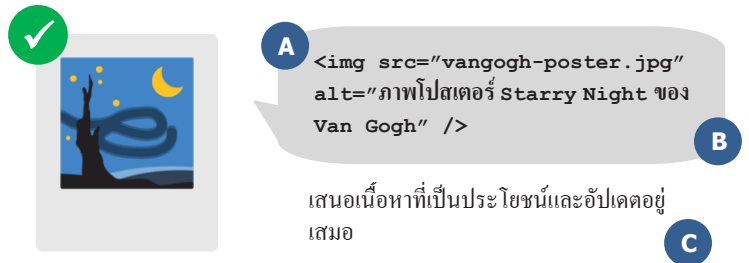 A
<img src="vangogh-poster.jpg"
alt="ภาพโปสเตอร์ Starry Night ของ
Van Gogh" />
B
เสนอเนื้อหาที่เป็นประโยชน์และอัปเดตอยู่
เสมอ
C